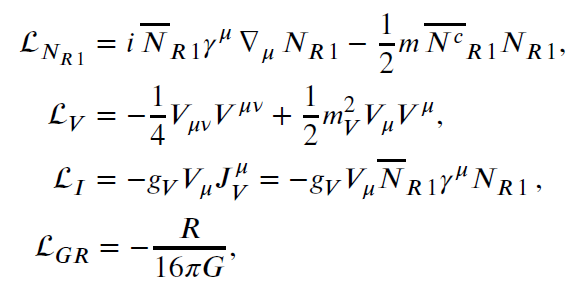 ℒ_{N_{R1}} = i \overline{N}_{R1} γ^μ ∇_μ N_{R1} − \frac{1}{2} m \overline{N^c}_{R1} N_{R1},
ℒ_V = −\frac{1}{4} V_{μν} V^{μν} + \frac{1}{2} m_V^2 V_μ V^μ,
ℒ_I = −g_V V_μ J_V^μ = −g_V V_μ \overline{N}_{R1} γ^μ N_{R1},
ℒ_{GR} = −\frac{R}{16πG},